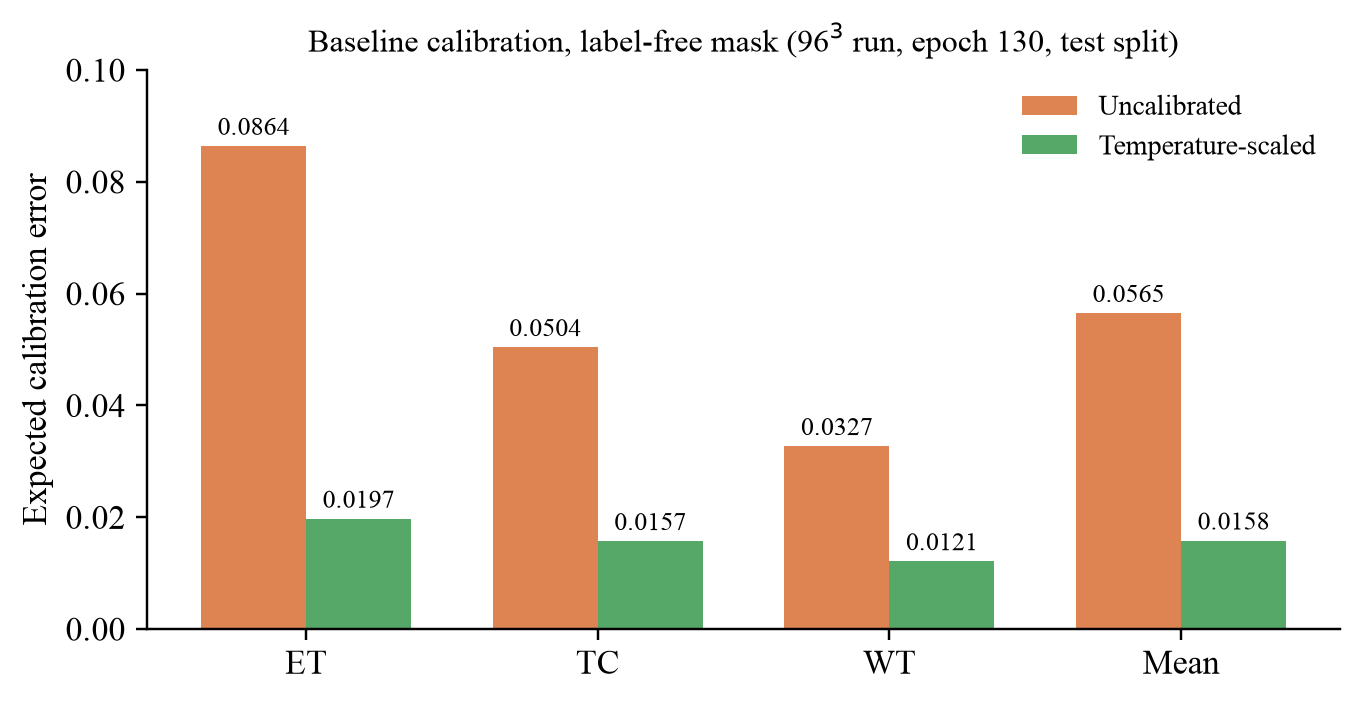 Baseline calibration, label-free mask (96³ run, epoch 130, test split)
Uncalibrated
Temperature-scaled
Expected calibration error
0.10
0.08
0.06
0.04
0.02
0.00
0.0864
0.0197
0.0504
0.0157
0.0327
0.0121
0.0565
0.0158
ET
TC
WT
Mean